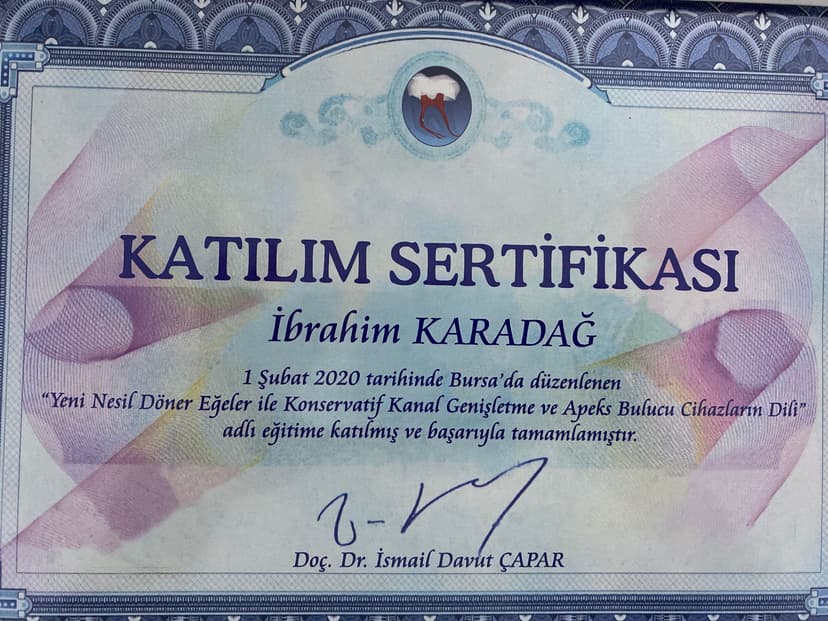 KATILIM SERTİFİKASI
İbrahim KARADAĞ
1 Şubat 2020 tarihinde Bursa'da düzenlenen
"Yeni Nesil Döner Eğeler ile Konservatif Kanal Genişletme ve Apeks Bulucu Cihazların Dili"
adlı eğitime katılmış ve başarıyla tamamlamıştır.
Doç. Dr. İsmail Davut ÇAPAR